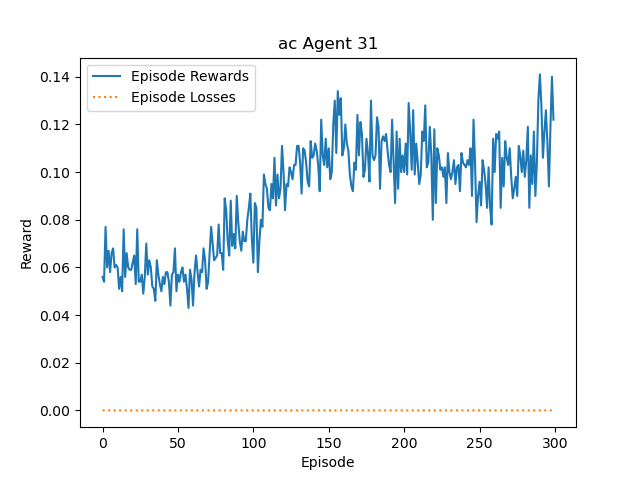 ac Agent 31
Episode Rewards
Episode Losses
0.14
0.12
0.10
0.08
0.06
0.04
0.02
0.00
Reward
0 50 100 150 200 250 300
Episode